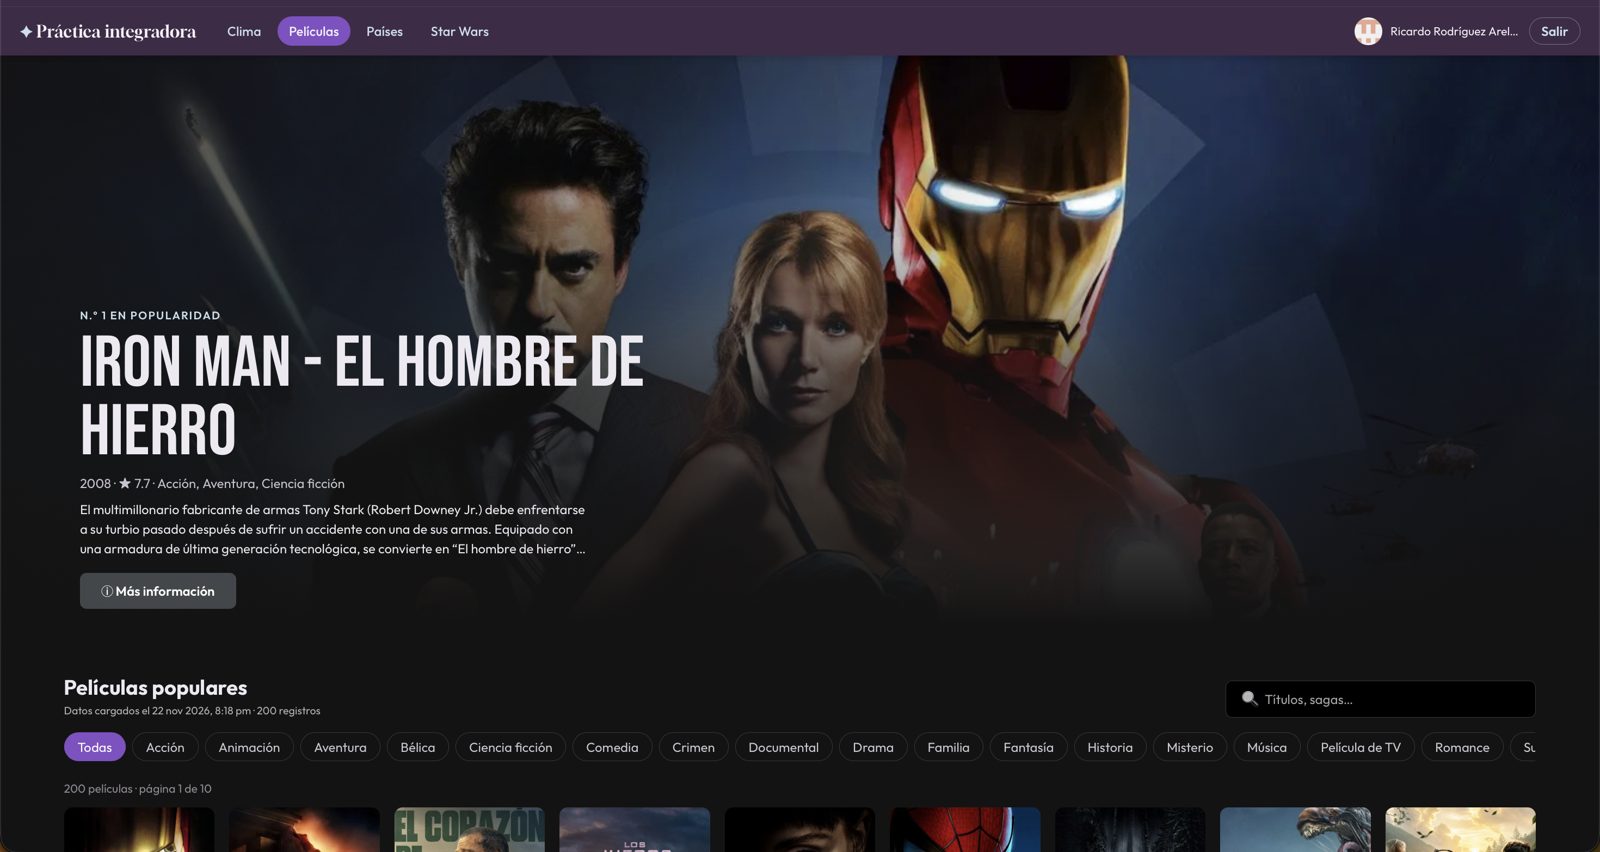 ✦ Práctica integradora
Clima
Películas
Países
Star Wars
Ricardo Rodríguez Arel...
Salir
N.º 1 EN POPULARIDAD
IRON MAN - EL HOMBRE DE
HIERRO
2008 · ★ 7.7 · Acción, Aventura, Ciencia ficción
El multimillonario fabricante de armas Tony Stark (Robert Downey Jr.) debe enfrentarse
a su turbio pasado después de sufrir un accidente con una de sus armas. Equipado con
una armadura de última generación tecnológica, se convierte en “El hombre de hierro”...
ⓘ Más información
Películas populares
Datos cargados el 22 nov 2026, 8:18 pm · 200 registros
Títulos, sagas...
Todas
Acción
Animación
Aventura
Bélica
Ciencia ficción
Comedia
Crimen
Documental
Drama
Familia
Fantasía
Historia
Misterio
Música
Película de TV
Romance
Su
200 películas · página 1 de 10
EL CORAZÓN
LOS